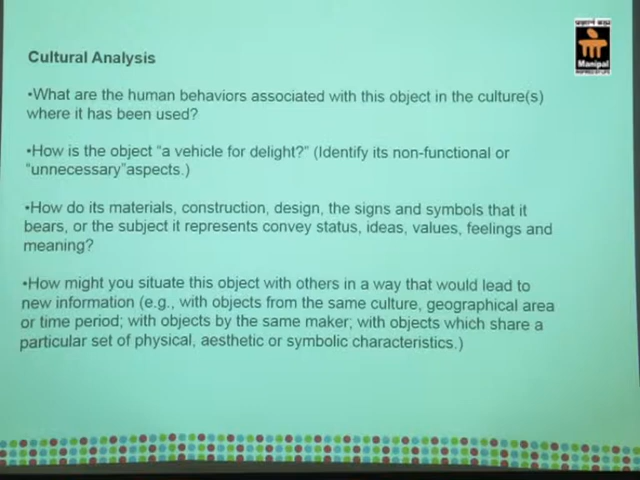 Cultural Analysis
•What are the human behaviors associated with this object in the culture(s)
where it has been used?
•How is the object “a vehicle for delight?” (Identify its non-functional or
“unnecessary”aspects.)
•How do its materials, construction, design, the signs and symbols that it
bears, or the subject it represents convey status, ideas, values, feelings and
meaning?
•How might you situate this object with others in a way that would lead to
new information (e.g., with objects from the same culture, geographical area
or time period; with objects by the same maker; with objects which share a
particular set of physical, aesthetic or symbolic characteristics.)
Manipal
INSPIRED BY LIFE